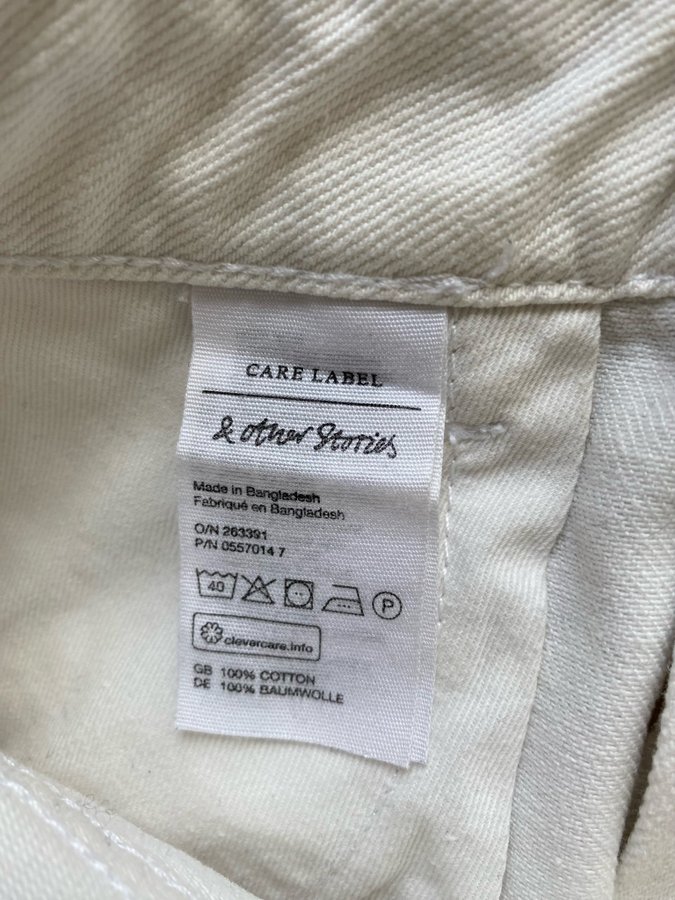 CARE LABEL
& other Stories
Made in Bangladesh
Fabriqué en Bangladesh
O/N 263391
P/N 0557014 7
40 P
clevercare.info
GB 100% COTTON
DE 100% BAUMWOLLE